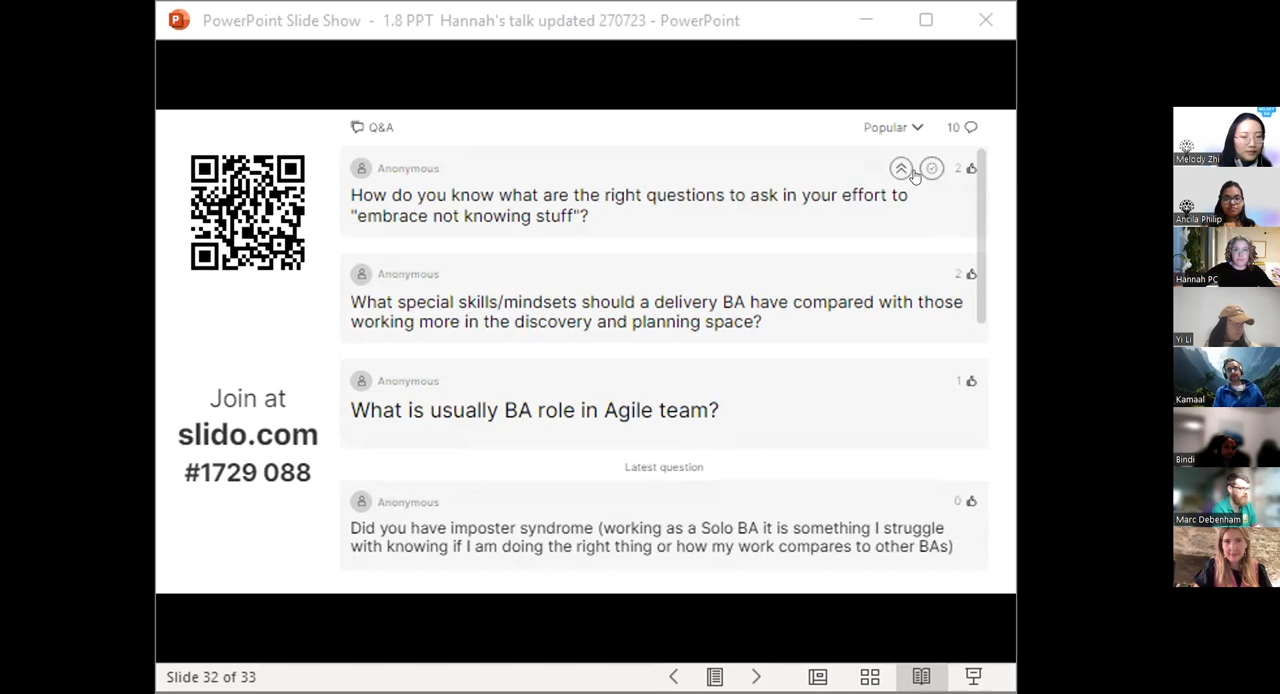 PowerPoint Slide Show - 1.8 PPT Hannah's talk updated 270723 - PowerPoint
Q&A
Popular
10
Anonymous
2
How do you know what are the right questions to ask in your effort to
"embrace not knowing stuff"?
Anonymous
2
What special skills/mindsets should a delivery BA have compared with those
working more in the discovery and planning space?
Join at
slido.com
#1729 088
Anonymous
1
What is usually BA role in Agile team?
Latest question
Anonymous
0
Did you have imposter syndrome (working as a Solo BA it is something I struggle
with knowing if I am doing the right thing or how my work compares to other BAs)
Slide 32 of 33
Melody Zhi
Ancila Philip
Hannah PC
Yi Li
Kamaal
Bindi
Marc Debenham